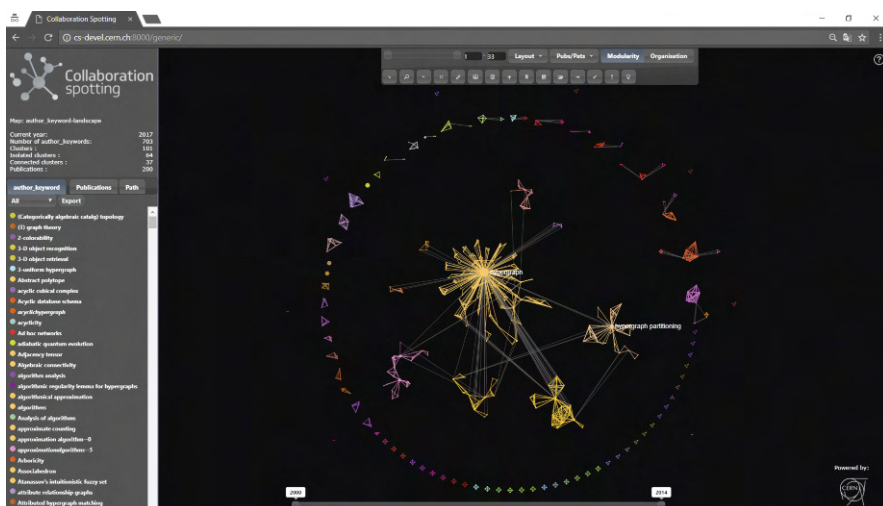 Collaboration Spotting
cs-devel.cern.ch:8000/generic/
Collaboration
spotting
1 / 33 Layout Pubs/Pats Modularity Organisation
Map: author_keyword-landscape
Current year: 2017
Number of author_keywords: 703
Clusters : 101
Isolated clusters : 64
Connected clusters : 37
Publications : 200
author_keyword Publications Path
All Export
(Categorically algebraic catalg) topology
(I) graph theory
2-colorability
3-D object recognition
3-D object retrieval
3-uniform hypergraph
Abstract polytope
acyclic cubical complex
Acyclic database schema
acyclichypergraph
acyclicity
Ad hoc networks
adiabatic quantum evolution
Adjacency tensor
Algebraic connectivity
algorithm analysis
algorithmic regularity lemma for hypergraphs
algorithmical approximation
algorithms
Analysis of algorithms
approximate counting
approximation algorithm--0
approximationalgorithms--5
Arboricity
Associahedron
Atanassov's intuitionistic fuzzy set
attribute relationship graphs
Attributed hypergraph matching
hypergraph
hypergraph partitioning
2000
2014
Powered by:
CERN